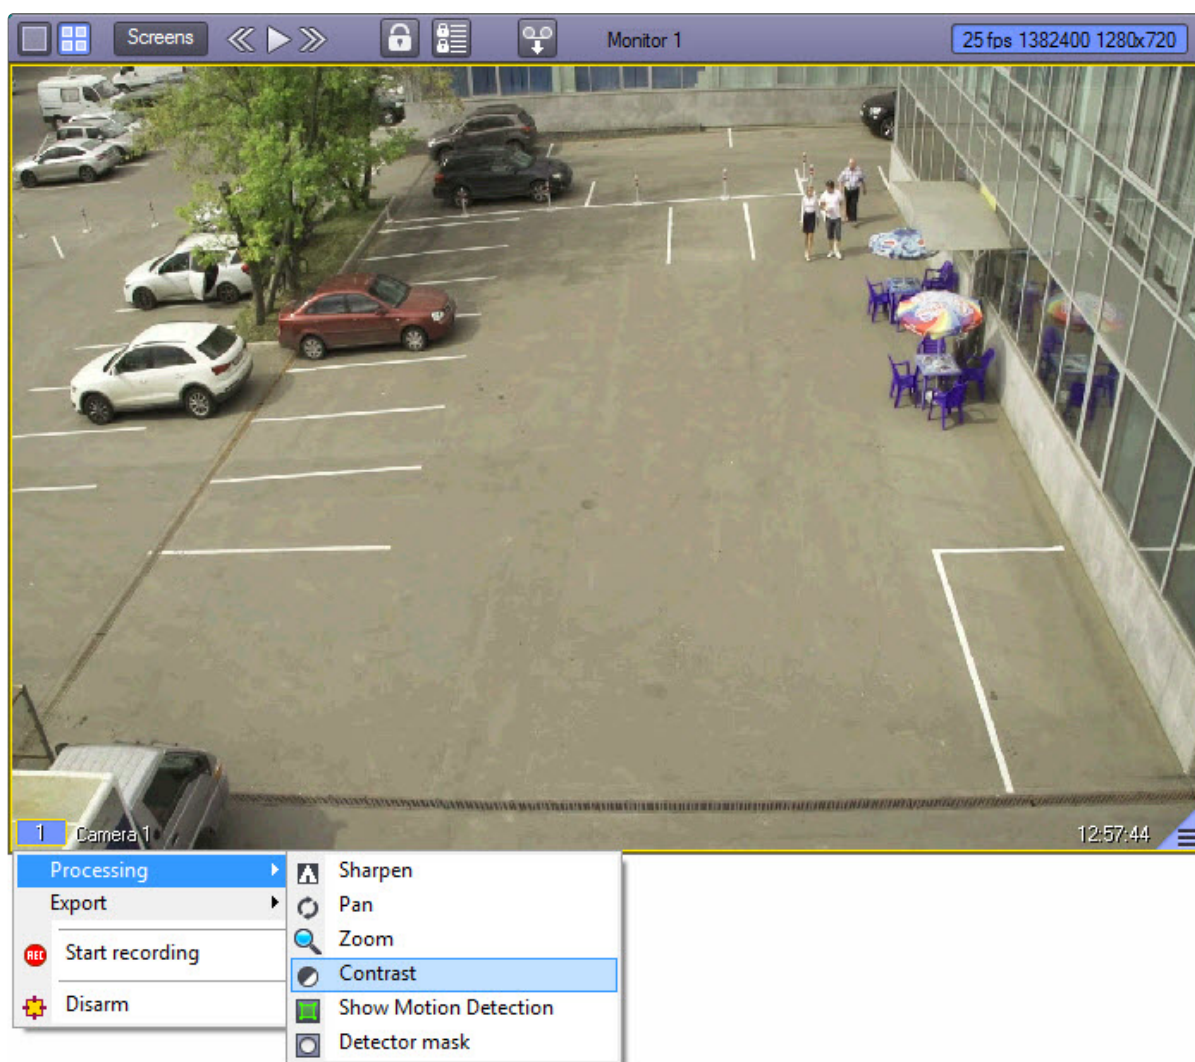 Screens
Monitor 1
25 fps 1382400 1280x720
1 Camera 1
12:57:44
Processing
Export
REC Start recording
Disarm
Sharpen
Pan
Zoom
Contrast
Show Motion Detection
Detector mask